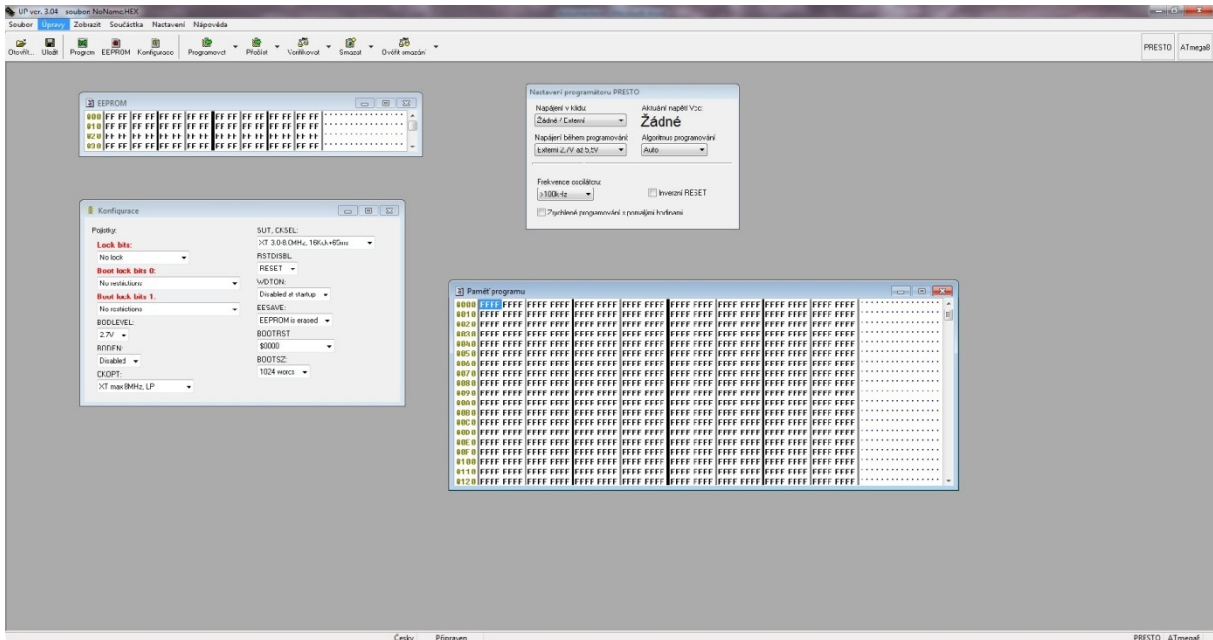 UP ver. 3.04 soubor: NoName.HEX
Soubor Úpravy Zobrazit Součástka Nastavení Nápověda
Otevřít... Uložit Program EEPROM Konfigurace Programovat Přečíst Verifikovat Smazat Ověřit smazání PRESTO ATmega8
EEPROM
000 FF FF FF FF FF FF FF FF FF FF FF FF FF FF FF FF ................
010 FF FF FF FF FF FF FF FF FF FF FF FF FF FF FF FF ................
020 FF FF FF FF FF FF FF FF FF FF FF FF FF FF FF FF ................
030 FF FF FF FF FF FF FF FF FF FF FF FF FF FF FF FF ................
Nastavení programátoru PRESTO
Napájení v klidu: Aktuální napětí Vcc:
Žádné / Externí Žádné
Napájení během programování: Algoritmus programování
Externí 2,7V až 5,5V Auto
Frekvence oscilátoru:
>100kHz Inverzní RESET
Zrychlené programování s pomalými hodinami
Konfigurace
Pojistky: SUT, CKSEL:
Lock bits: XT 3.0-8.0MHz, 16Kck+65ms
No lock RSTDISBL
Boot lock bits 0: RESET
No restrictions WDTON:
Boot lock bits 1: Disabled at startup
No restrictions EESAVE:
BODLEVEL: EEPROM is erased
2.7V BOOTRST
BODEN: $0000
Disabled BOOTSZ:
CKOPT: 1024 words
XT max 8MHz, LP
Paměť programu
0000 FFFF FFFF FFFF FFFF FFFF FFFF FFFF FFFF FFFF FFFF FFFF FFFF FFFF FFFF FFFF FFFF ................
0010 FFFF FFFF FFFF FFFF FFFF FFFF FFFF FFFF FFFF FFFF FFFF FFFF FFFF FFFF FFFF FFFF ................
0020 FFFF FFFF FFFF FFFF FFFF FFFF FFFF FFFF FFFF FFFF FFFF FFFF FFFF FFFF FFFF FFFF ................
0030 FFFF FFFF FFFF FFFF FFFF FFFF FFFF FFFF FFFF FFFF FFFF FFFF FFFF FFFF FFFF FFFF ................
0040 FFFF FFFF FFFF FFFF FFFF FFFF FFFF FFFF FFFF FFFF FFFF FFFF FFFF FFFF FFFF FFFF ................
0050 FFFF FFFF FFFF FFFF FFFF FFFF FFFF FFFF FFFF FFFF FFFF FFFF FFFF FFFF FFFF FFFF ................
0060 FFFF FFFF FFFF FFFF FFFF FFFF FFFF FFFF FFFF FFFF FFFF FFFF FFFF FFFF FFFF FFFF ................
0070 FFFF FFFF FFFF FFFF FFFF FFFF FFFF FFFF FFFF FFFF FFFF FFFF FFFF FFFF FFFF FFFF ................
0080 FFFF FFFF FFFF FFFF FFFF FFFF FFFF FFFF FFFF FFFF FFFF FFFF FFFF FFFF FFFF FFFF ................
0090 FFFF FFFF FFFF FFFF FFFF FFFF FFFF FFFF FFFF FFFF FFFF FFFF FFFF FFFF FFFF FFFF ................
00A0 FFFF FFFF FFFF FFFF FFFF FFFF FFFF FFFF FFFF FFFF FFFF FFFF FFFF FFFF FFFF FFFF ................
00B0 FFFF FFFF FFFF FFFF FFFF FFFF FFFF FFFF FFFF FFFF FFFF FFFF FFFF FFFF FFFF FFFF ................
00C0 FFFF FFFF FFFF FFFF FFFF FFFF FFFF FFFF FFFF FFFF FFFF FFFF FFFF FFFF FFFF FFFF ................
00D0 FFFF FFFF FFFF FFFF FFFF FFFF FFFF FFFF FFFF FFFF FFFF FFFF FFFF FFFF FFFF FFFF ................
00E0 FFFF FFFF FFFF FFFF FFFF FFFF FFFF FFFF FFFF FFFF FFFF FFFF FFFF FFFF FFFF FFFF ................
00F0 FFFF FFFF FFFF FFFF FFFF FFFF FFFF FFFF FFFF FFFF FFFF FFFF FFFF FFFF FFFF FFFF ................
0100 FFFF FFFF FFFF FFFF FFFF FFFF FFFF FFFF FFFF FFFF FFFF FFFF FFFF FFFF FFFF FFFF ................
0110 FFFF FFFF FFFF FFFF FFFF FFFF FFFF FFFF FFFF FFFF FFFF FFFF FFFF FFFF FFFF FFFF ................
0120 FFFF FFFF FFFF FFFF FFFF FFFF FFFF FFFF FFFF FFFF FFFF FFFF FFFF FFFF FFFF FFFF ................
Česky Připraven PRESTO ATmega8